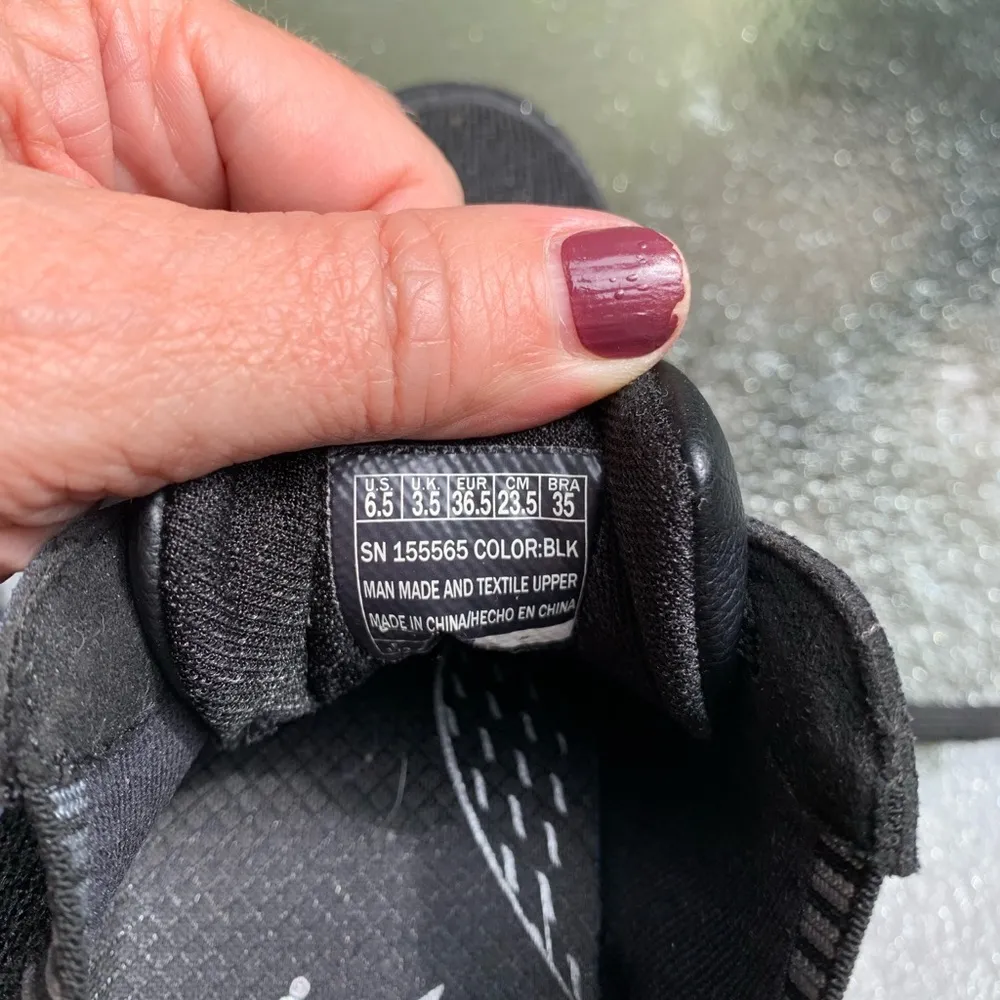 U.S. U.K. EUR CM BRA
6.5 3.5 36.5 23.5 35
SN 155565 COLOR:BLK
MAN MADE AND TEXTILE UPPER
MADE IN CHINA/HECHO EN CHINA